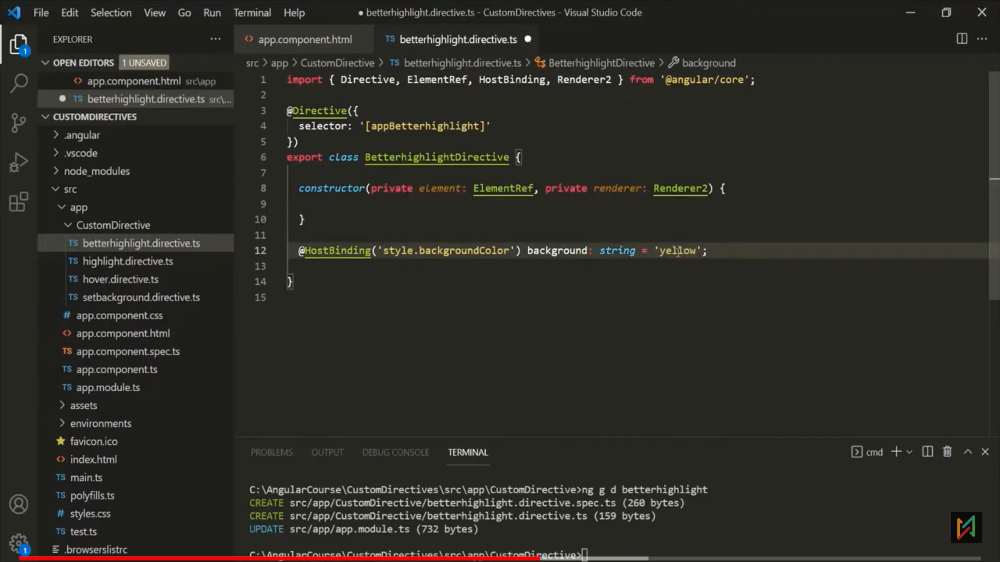 File Edit Selection View Go Run Terminal Help ● betterhighlight.directive.ts - CustomDirectives - Visual Studio Code
EXPLORER ...
OPEN EDITORS 1 UNSAVED
<> app.component.html src\app
● TS betterhighlight.directive.ts src\...
CUSTOMDIRECTIVES
.angular
.vscode
node_modules
src
app
CustomDirective
TS betterhighlight.directive.ts
TS highlight.directive.ts
TS hover.directive.ts
TS setbackground.directive.ts
# app.component.css
<> app.component.html
TS app.component.spec.ts
TS app.component.ts
TS app.module.ts
assets
environments
favicon.ico
<> index.html
TS main.ts
TS polyfills.ts
# styles.css
TS test.ts
.browserslistrc
1
1
<> app.component.html TS betterhighlight.directive.ts ●
src > app > CustomDirective > TS betterhighlight.directive.ts > BetterhighlightDirective > background
1 import { Directive, ElementRef, HostBinding, Renderer2 } from '@angular/core';
2
3 @Directive({
4 selector: '[appBetterhighlight]'
5 })
6 export class BetterhighlightDirective {
7
8 constructor(private element: ElementRef, private renderer: Renderer2) {
9
10 }
11
12 @HostBinding('style.backgroundColor') background: string = 'yellow';
13
14 }
15
PROBLEMS OUTPUT DEBUG CONSOLE TERMINAL cmd
C:\AngularCourse\CustomDirectives\src\app\CustomDirective>ng g d betterhighlight
CREATE src/app/CustomDirective/betterhighlight.directive.spec.ts (260 bytes)
CREATE src/app/CustomDirective/betterhighlight.directive.ts (159 bytes)
UPDATE src/app/app.module.ts (732 bytes)
C:\AngularCourse\CustomDirectives\src\app\CustomDirective>